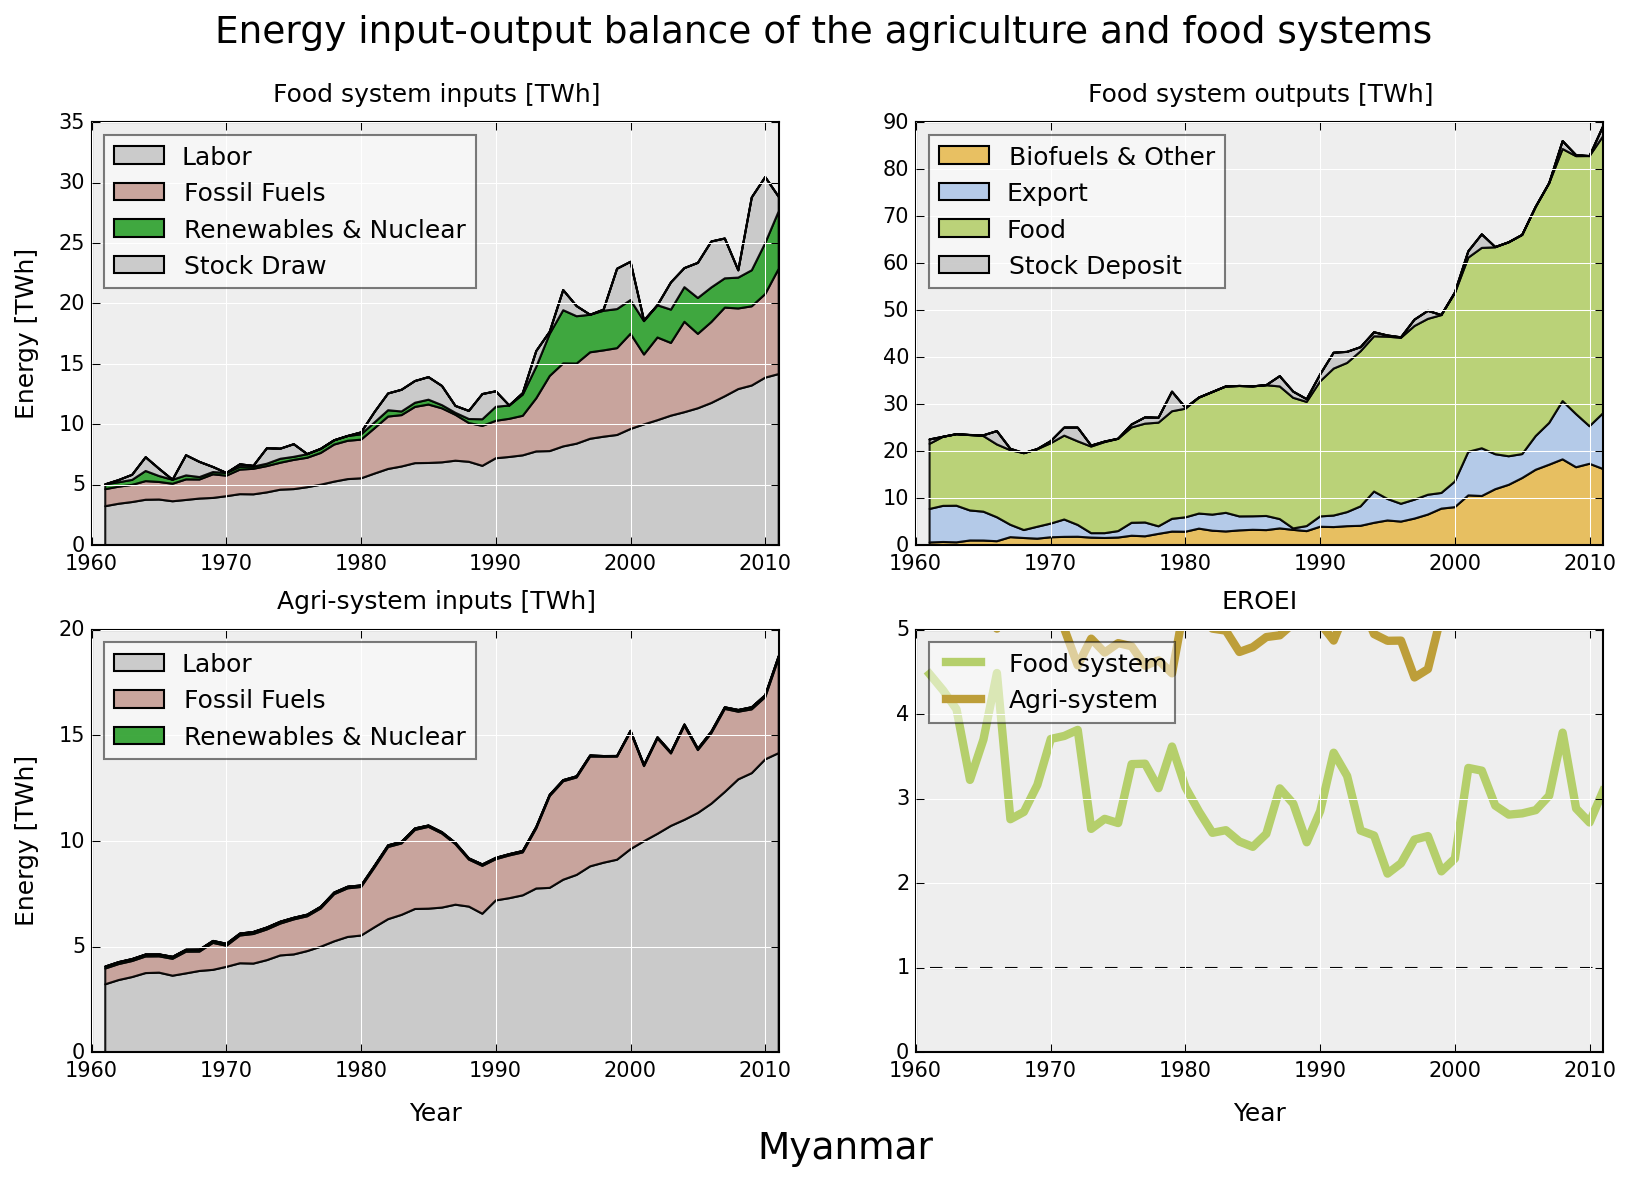 Energy input-output balance of the agriculture and food systems
Food system inputs [TWh]
Energy [TWh]
35
30
25
20
15
10
5
0
Labor
Fossil Fuels
Renewables & Nuclear
Stock Draw
1960 1970 1980 1990 2000 2010
Food system outputs [TWh]
90
80
70
60
50
40
30
20
10
0
Biofuels & Other
Export
Food
Stock Deposit
1960 1970 1980 1990 2000 2010
Agri-system inputs [TWh]
Energy [TWh]
20
15
10
5
0
Labor
Fossil Fuels
Renewables & Nuclear
1960 1970 1980 1990 2000 2010
Year
EROEI
5
4
3
2
1
0
Food system
Agri-system
1960 1970 1980 1990 2000 2010
Year
Myanmar